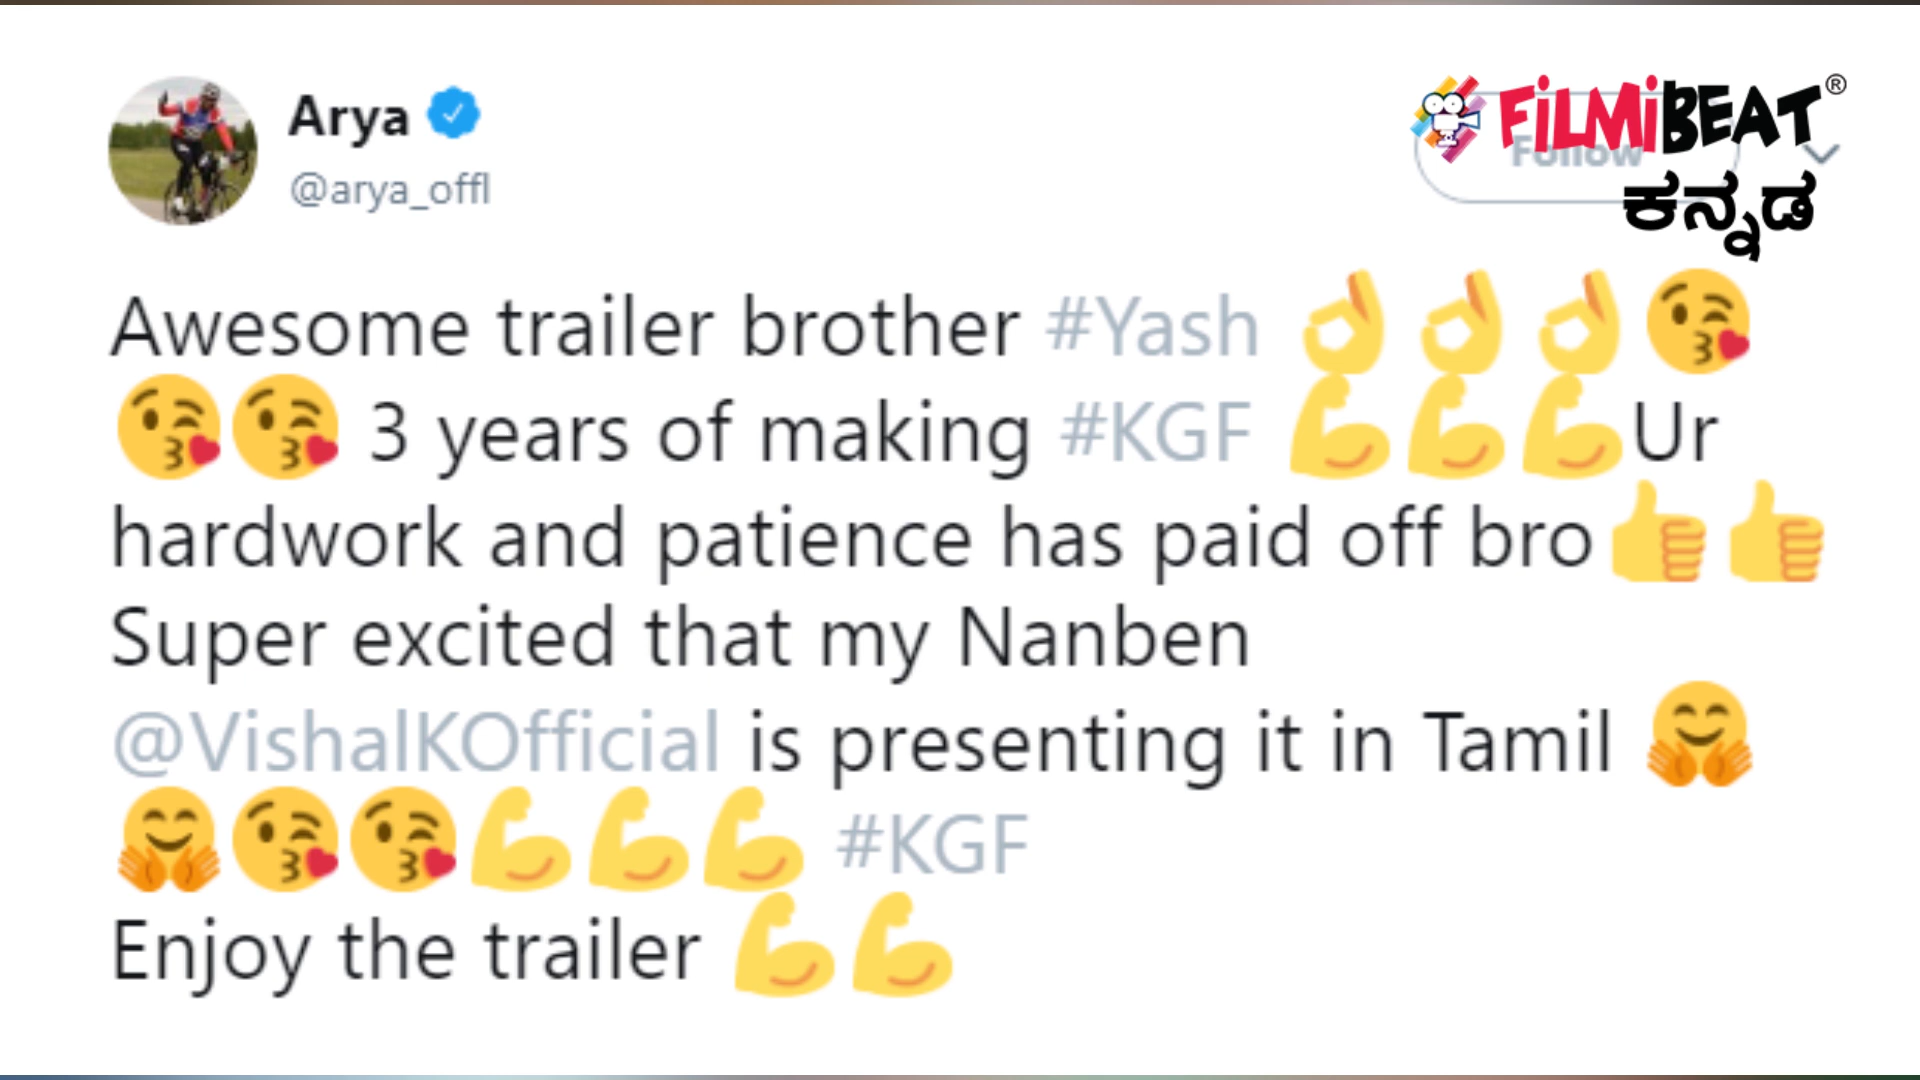 Arya
@arya_offl
FiLMiBEAT®
Follow
ಕನ್ನಡ
Awesome trailer brother #Yash 👌👌👌😘
😘😘 3 years of making #KGF 💪💪💪Ur
hardwork and patience has paid off bro👍👍
Super excited that my Nanben
@VishalKOfficial is presenting it in Tamil 🤗
🤗😘😘💪💪💪 #KGF
Enjoy the trailer 💪💪